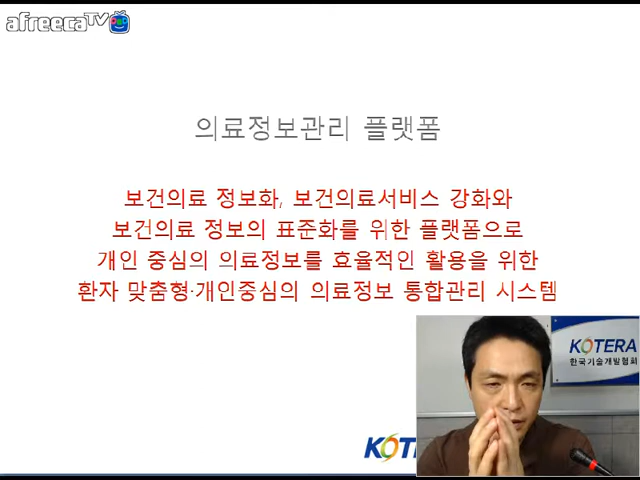 afreecaTV
의료정보관리 플랫폼
보건의료 정보화, 보건의료서비스 강화와
보건의료 정보의 표준화를 위한 플랫폼으로
개인 중심의 의료정보를 효율적인 활용을 위한
환자 맞춤형·개인중심의 의료정보 통합관리 시스템
KOTERA
한국기술개발협회
KOT